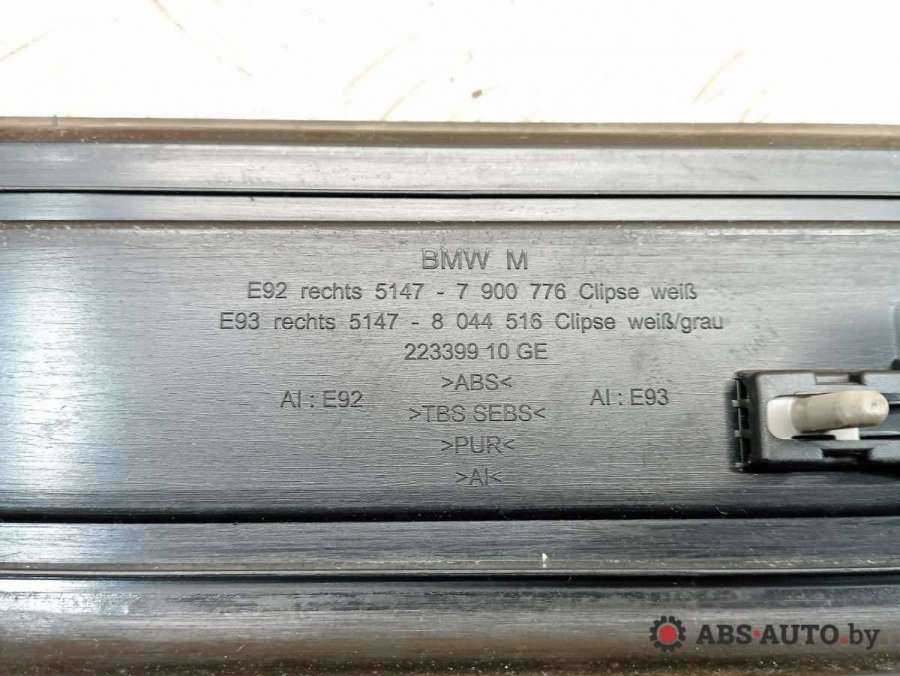 BMW M
E92 rechts 5147 - 7 900 776 Clipse weiß
E93 rechts 5147 - 8 044 516 Clipse weiß/grau
223399 10 GE
>ABS<
AI : E92 >TBS SEBS< AI : E93
>PUR<
>AI<
ABS-AUTO.by